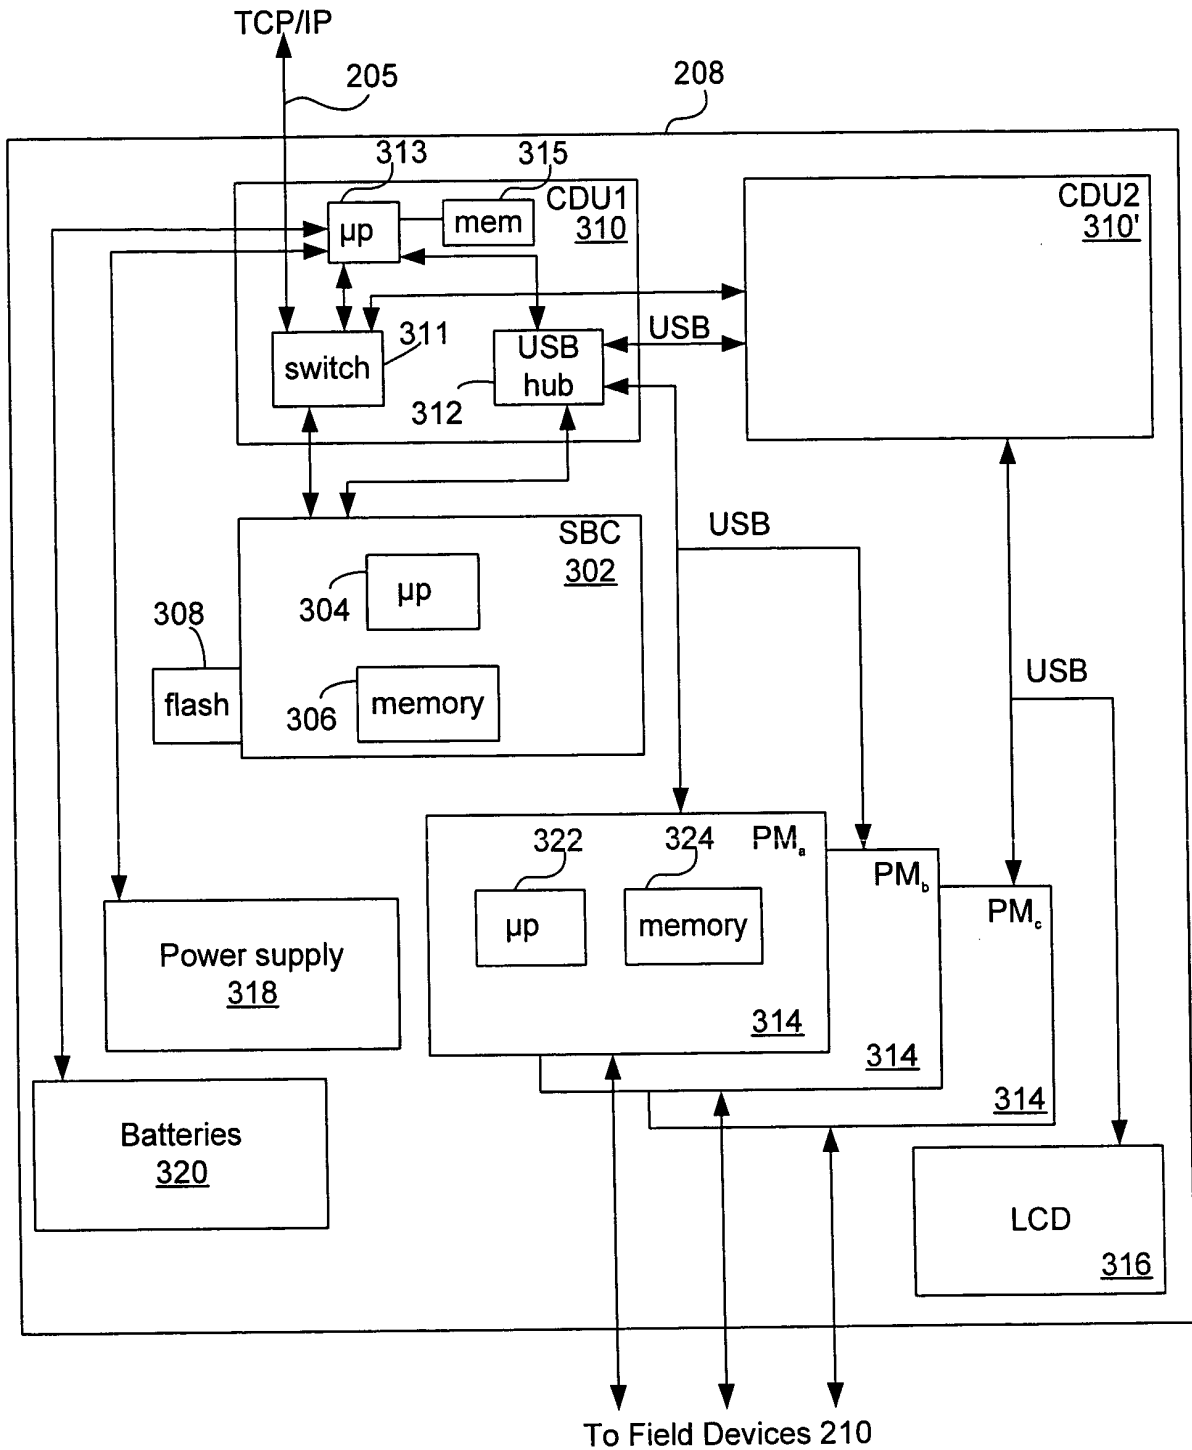 TCP/IP
205
208
313
315
CDU1
310
µp
mem
CDU2
310'
311
switch
USB
hub
312
USB
SBC
302
304
µp
USB
308
flash
306
memory
USB
322
324
PMa
µp
memory
314
PMb
314
PMc
314
Power supply
318
Batteries
320
LCD
316
To Field Devices 210